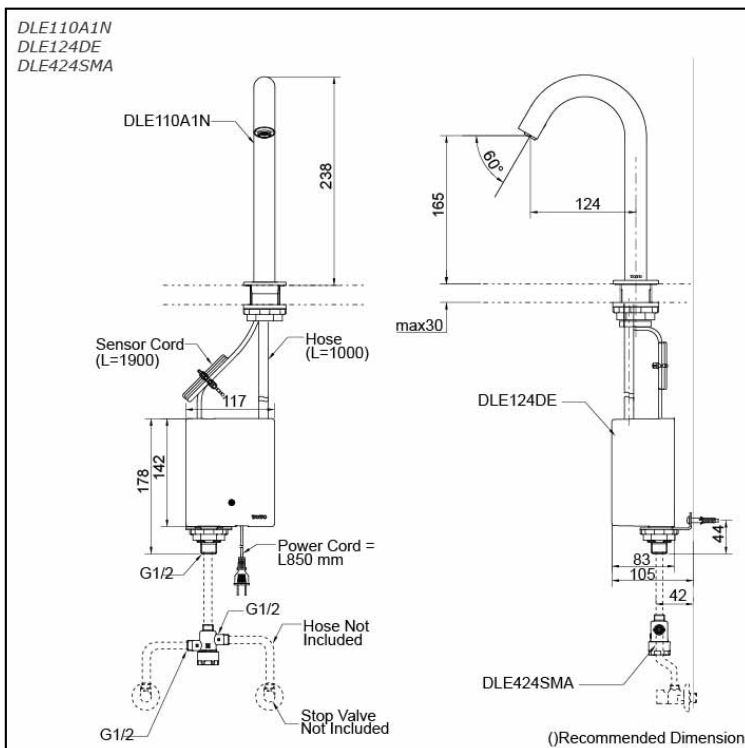 DLE110A1N
DLE124DE
DLE424SMA
DLE110A1N
238
60°
165
124
max30
Sensor Cord
(L=1900)
Hose
(L=1000)
117
DLE124DE
178
142
44
Power Cord =
L850 mm
83
105
G1/2
42
G1/2
Hose Not
Included
DLE424SMA
Stop Valve
Not Included
G1/2
()Recommended Dimension